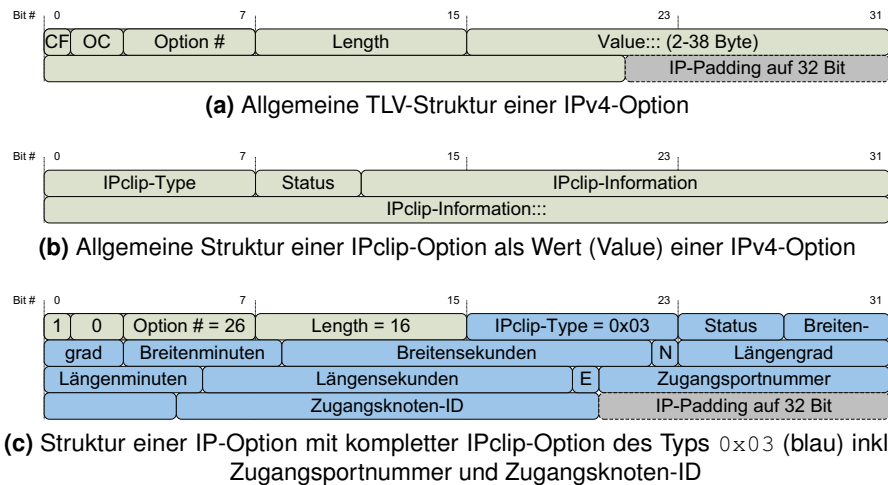 Bit # 0 7 15 23 31
CF OC Option # Length Value::: (2-38 Byte)
IP-Padding auf 32 Bit
(a) Allgemeine TLV-Struktur einer IPv4-Option
Bit # 0 7 15 23 31
IPclip-Type Status IPclip-Information
IPclip-Information:::
(b) Allgemeine Struktur einer IPclip-Option als Wert (Value) einer IPv4-Option
Bit # 0 7 15 23 31
1 0 Option # = 26 Length = 16 IPclip-Type = 0x03 Status Breiten-
grad Breitenminuten Breitensekunden N Längengrad
Längenminuten Längensekunden E Zugangsportnummer
Zugangsknoten-ID IP-Padding auf 32 Bit
(c) Struktur einer IP-Option mit kompletter IPclip-Option des Typs 0x03 (blau) inkl
Zugangsportnummer und Zugangsknoten-ID